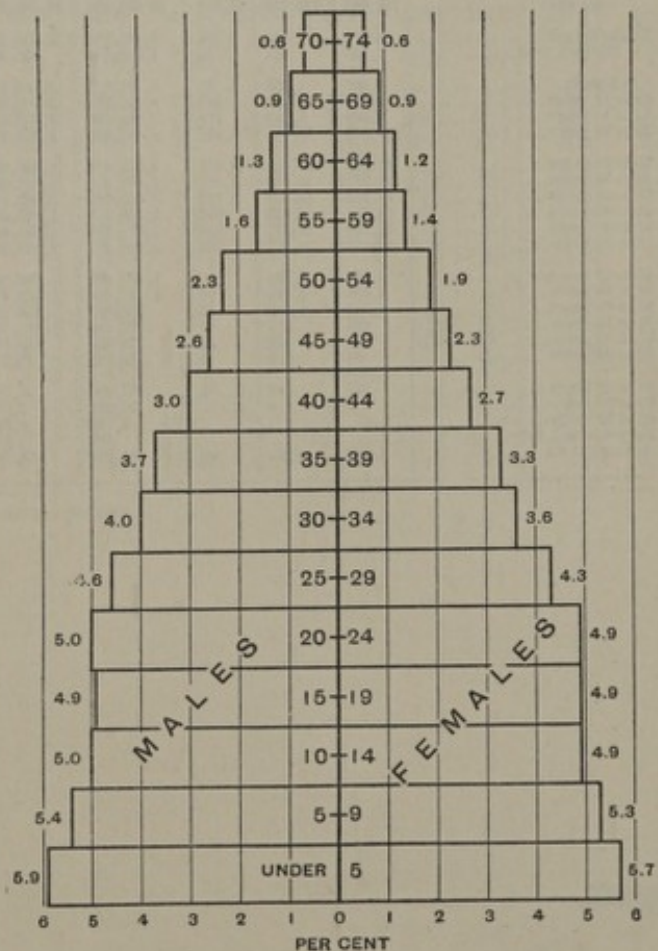 0.6 70 74 0.6
0.9 65 69 0.9
1.3 60 64 1.2
1.6 55 59 1.4
2.3 50 54 1.9
2.6 45 49 2.3
3.0 40 44 2.7
3.7 35 39 3.3
4.0 30 34 3.6
25 29 4.3
5.0 20 24 4.9
4.9 15 19 4.9
MALES
FEMALES
5.0 10 14 4.9
5.4 5 9 5.3
5.9 UNDER 5 5.7
6 5 4 3 2 1 0 1 2 3 4 5 6
PER CENT